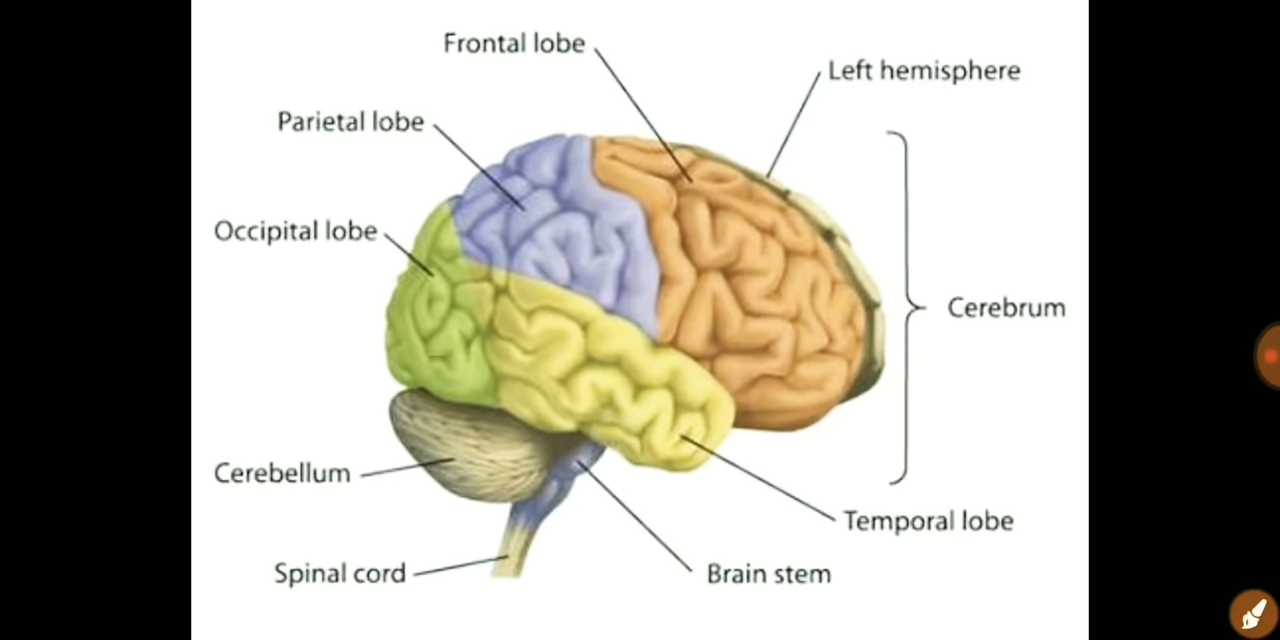 Frontal lobe
Left hemisphere
Parietal lobe
Occipital lobe
Cerebrum
Cerebellum
Temporal lobe
Spinal cord
Brain stem